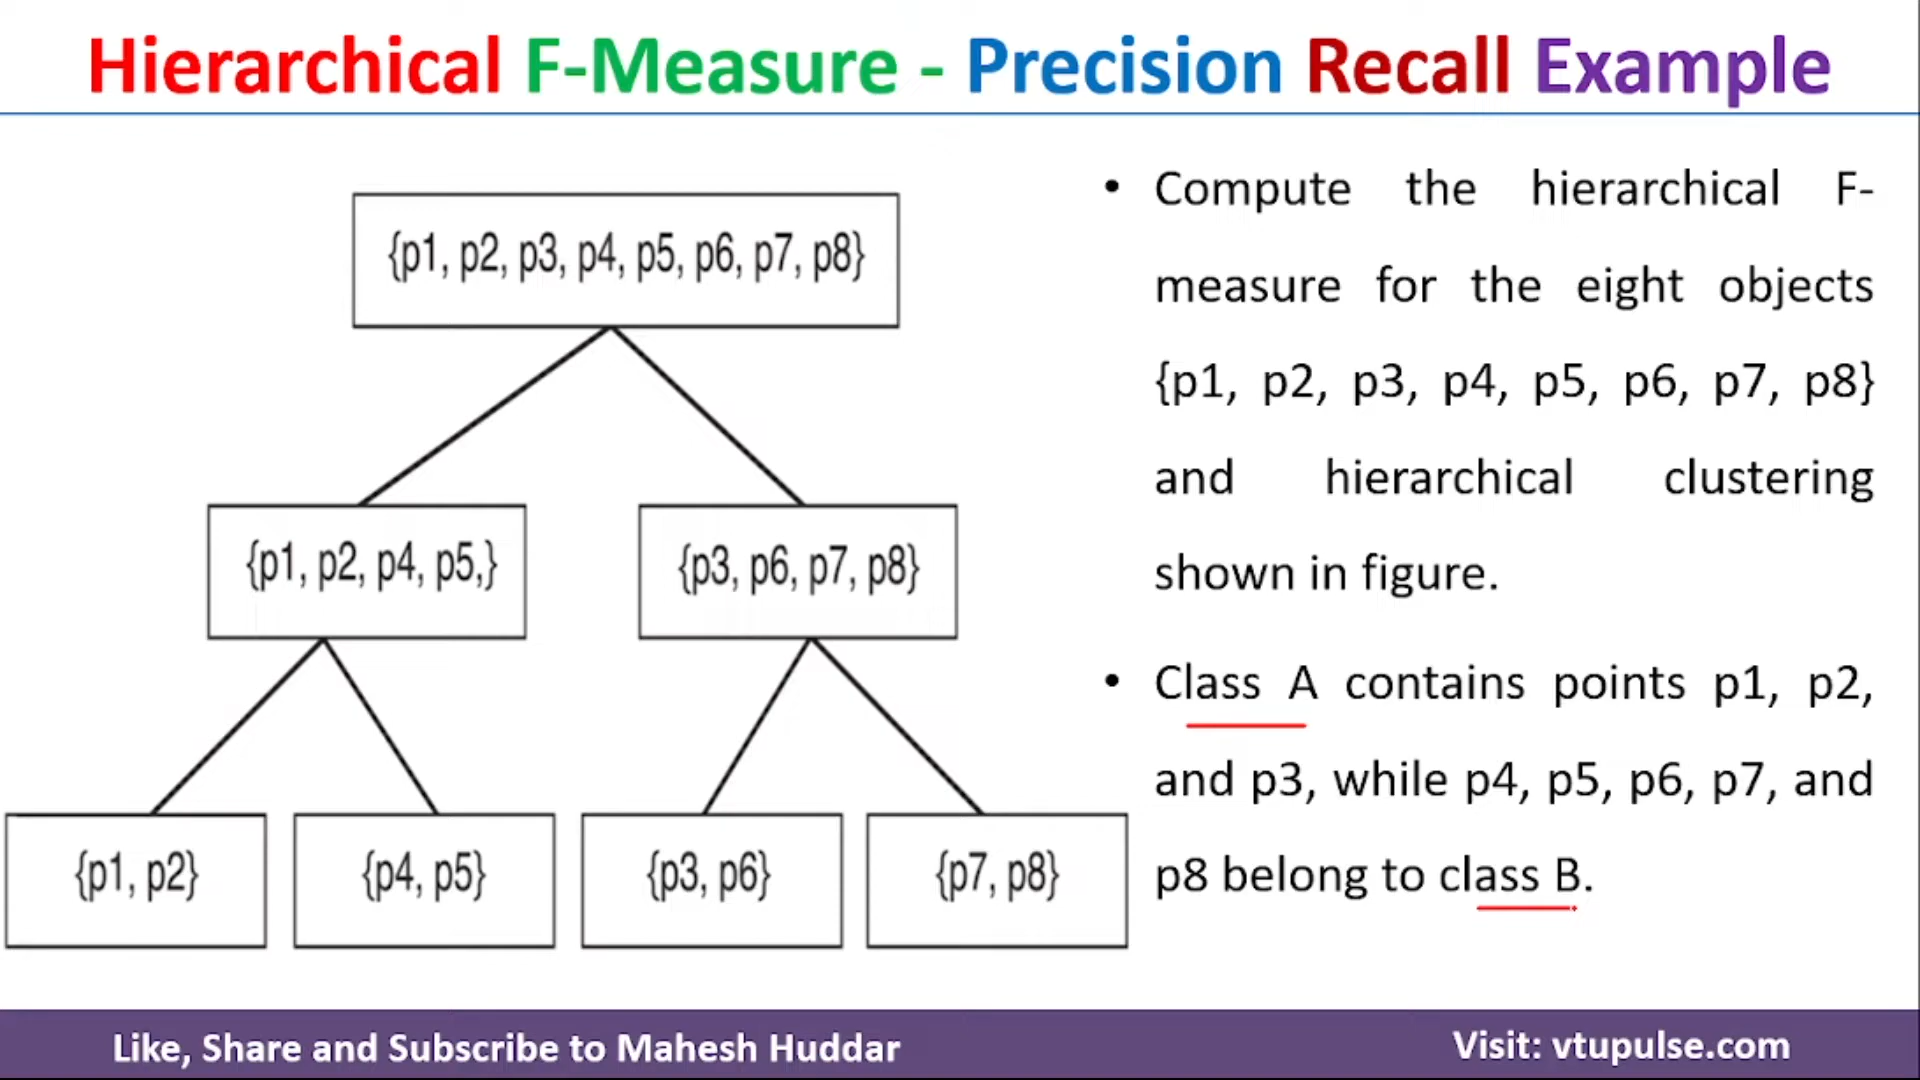 Hierarchical F-Measure - Precision Recall Example
{p1, p2, p3, p4, p5, p6, p7, p8}
{p1, p2, p4, p5,}
{p3, p6, p7, p8}
{p1, p2}
{p4, p5}
{p3, p6}
{p7, p8}
• Compute the hierarchical F-
measure for the eight objects
{p1, p2, p3, p4, p5, p6, p7, p8}
and hierarchical clustering
shown in figure.
• Class A contains points p1, p2,
and p3, while p4, p5, p6, p7, and
p8 belong to class B.
Like, Share and Subscribe to Mahesh Huddar
Visit: vtupulse.com